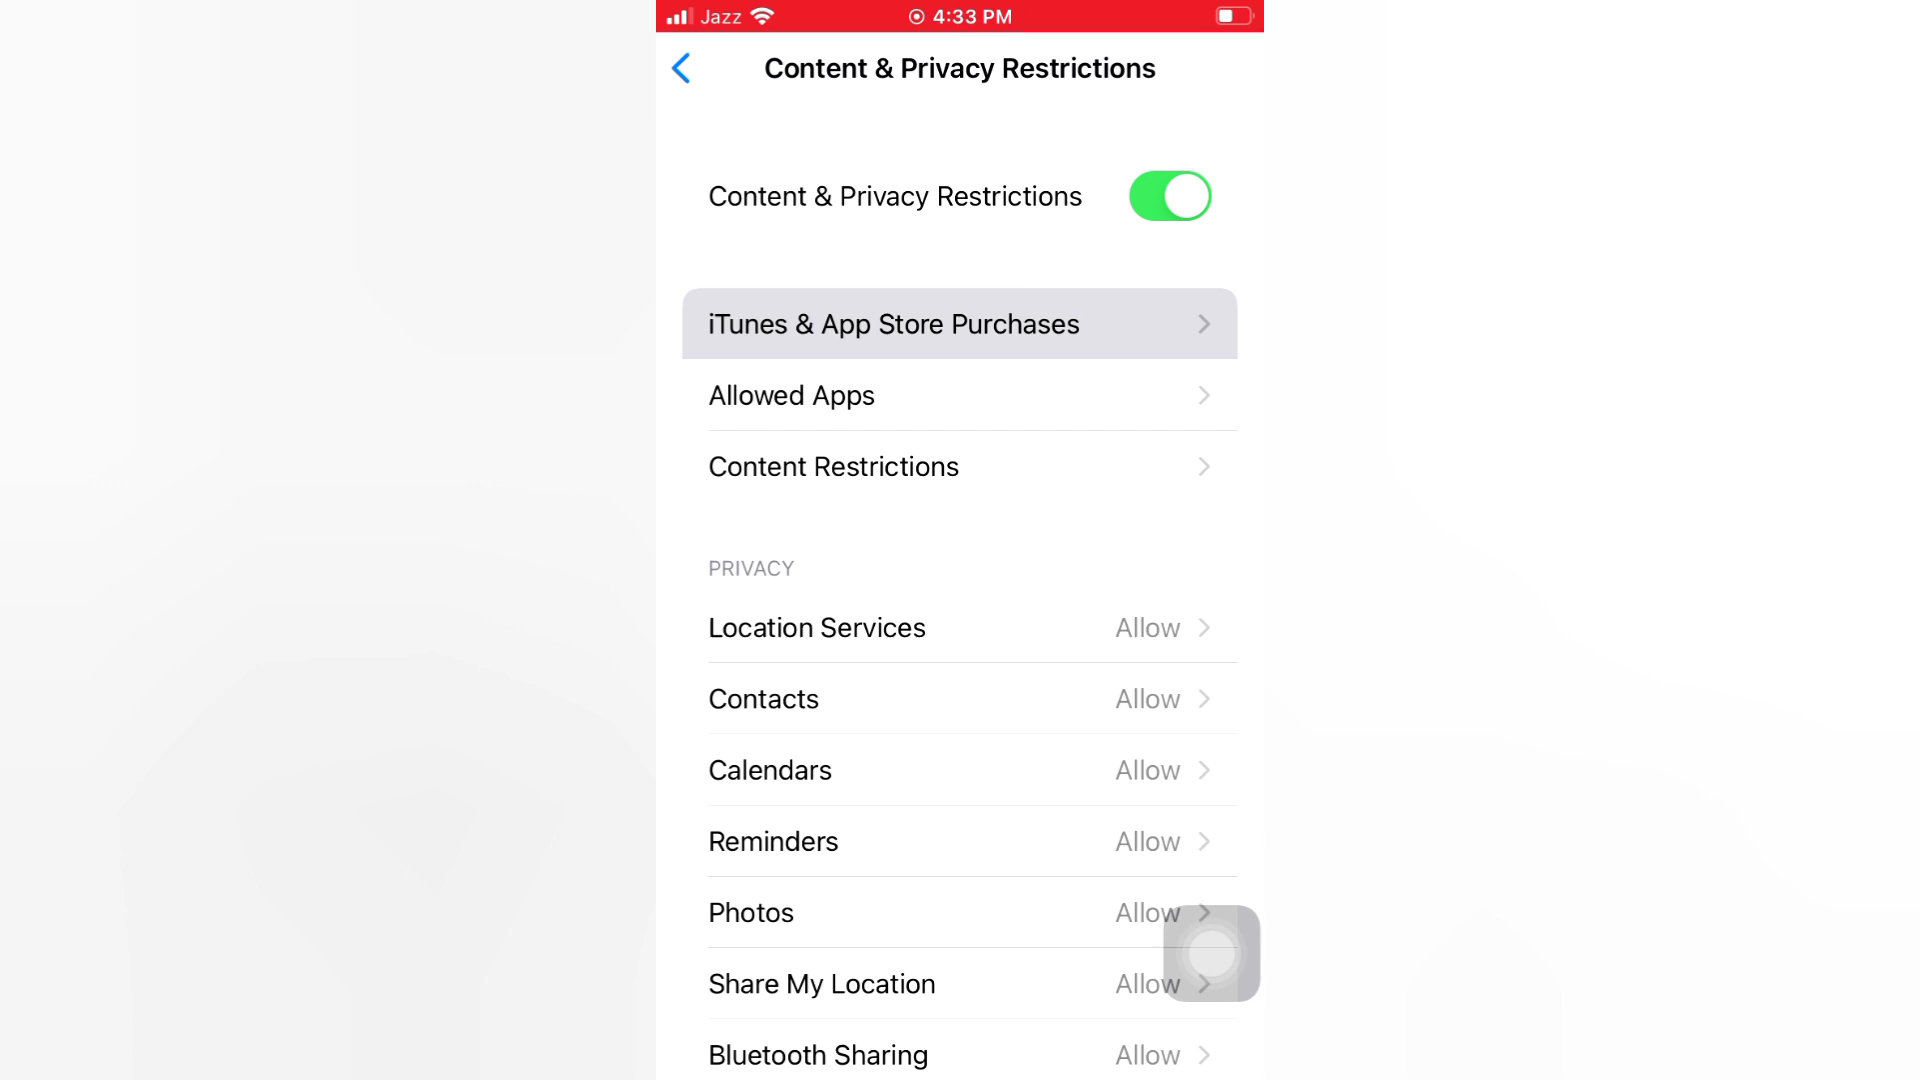 Jazz 4:33 PM
Content & Privacy Restrictions
Content & Privacy Restrictions
iTunes & App Store Purchases
Allowed Apps
Content Restrictions
PRIVACY
Location Services Allow
Contacts Allow
Calendars Allow
Reminders Allow
Photos Allow
Share My Location Allow
Bluetooth Sharing Allow